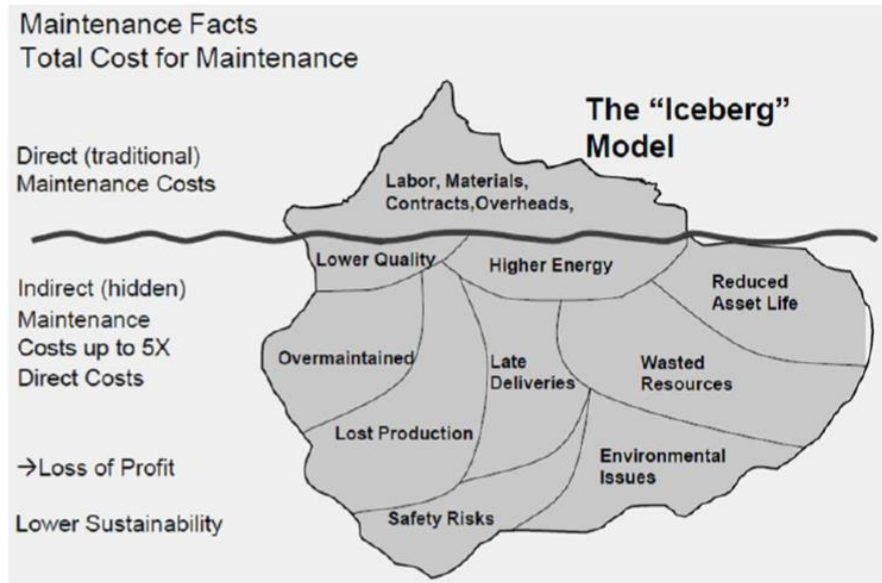 Maintenance Facts
Total Cost for Maintenance
The “Iceberg”
Model
Direct (traditional)
Maintenance Costs
Labor, Materials,
Contracts,Overheads,
Lower Quality
Higher Energy
Reduced
Asset Life
Indirect (hidden)
Maintenance
Costs up to 5X
Direct Costs
Overmaintained
Late
Deliveries
Wasted
Resources
Lost Production
Environmental
Issues
→Loss of Profit
Safety Risks
Lower Sustainability